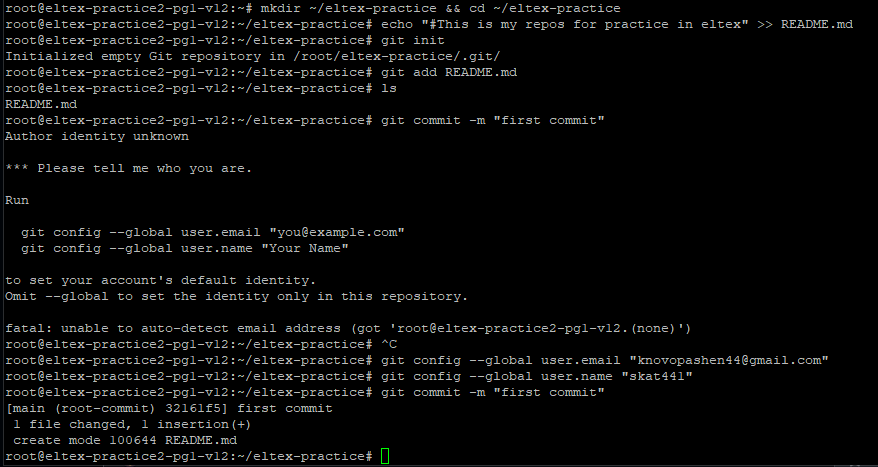 root@eltex-practice2-pg1-v12:~# mkdir ~/eltex-practice && cd ~/eltex-practice
root@eltex-practice2-pg1-v12:~/eltex-practice# echo "#This is my repos for practice in eltex" >> README.md
root@eltex-practice2-pg1-v12:~/eltex-practice# git init
Initialized empty Git repository in /root/eltex-practice/.git/
root@eltex-practice2-pg1-v12:~/eltex-practice# git add README.md
root@eltex-practice2-pg1-v12:~/eltex-practice# ls
README.md
root@eltex-practice2-pg1-v12:~/eltex-practice# git commit -m "first commit"
Author identity unknown

*** Please tell me who you are.

Run

  git config --global user.email "you@example.com"
  git config --global user.name "Your Name"

to set your account's default identity.
Omit --global to set the identity only in this repository.

fatal: unable to auto-detect email address (got 'root@eltex-practice2-pg1-v12.(none)')
root@eltex-practice2-pg1-v12:~/eltex-practice# ^C
root@eltex-practice2-pg1-v12:~/eltex-practice# git config --global user.email "knovopashen44@gmail.com"
root@eltex-practice2-pg1-v12:~/eltex-practice# git config --global user.name "skat441"
root@eltex-practice2-pg1-v12:~/eltex-practice# git commit -m "first commit"
[main (root-commit) 32161f5] first commit
 1 file changed, 1 insertion(+)
 create mode 100644 README.md
root@eltex-practice2-pg1-v12:~/eltex-practice#